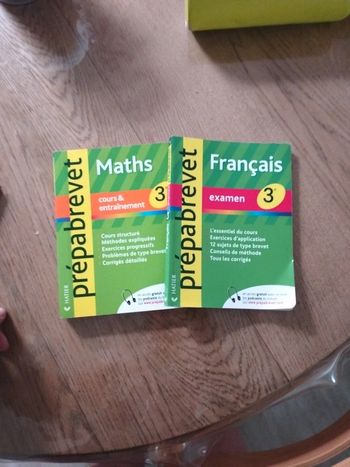 prépabrevet
Maths
cours &
entraînement
3e
Cours structuré
Méthodes expliquées
Exercices progressifs
Problèmes de type brevet
Corrigés détaillés
HATIER
prépabrevet
Français
examen
3e
L'essentiel du cours
Exercices d'application
12 sujets de type brevet
Conseils de méthode
Tous les corrigés
HATIER